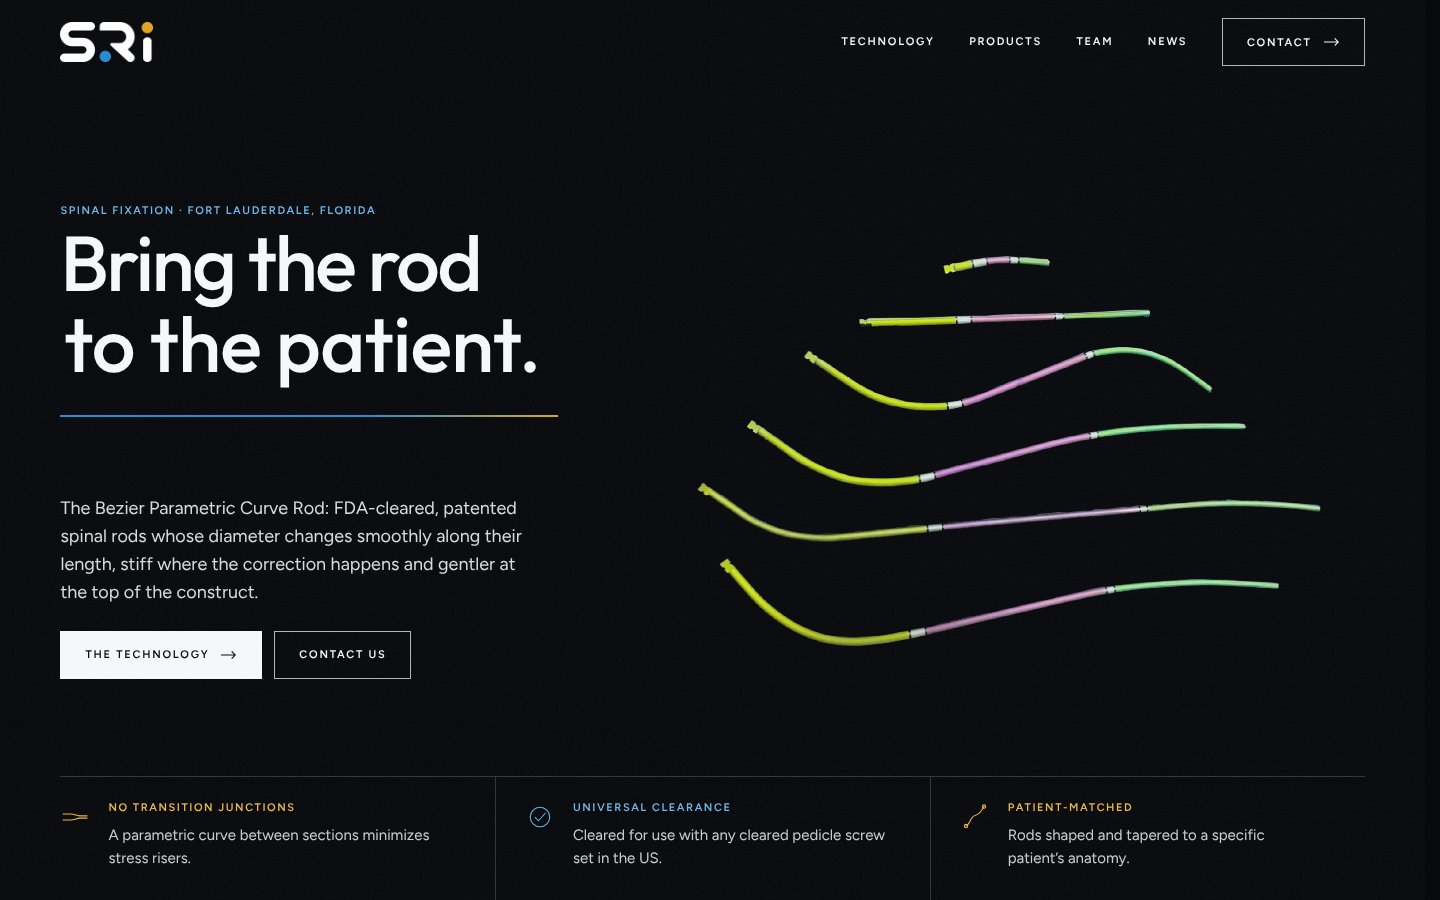 SRi
TECHNOLOGY
PRODUCTS
TEAM
NEWS
CONTACT
SPINAL FIXATION · FORT LAUDERDALE, FLORIDA
Bring the rod
to the patient.
The Bezier Parametric Curve Rod: FDA-cleared, patented
spinal rods whose diameter changes smoothly along their
length, stiff where the correction happens and gentler at
the top of the construct.
THE TECHNOLOGY
CONTACT US
NO TRANSITION JUNCTIONS
A parametric curve between sections minimizes
stress risers.
UNIVERSAL CLEARANCE
Cleared for use with any cleared pedicle screw
set in the US.
PATIENT-MATCHED
Rods shaped and tapered to a specific
patient’s anatomy.